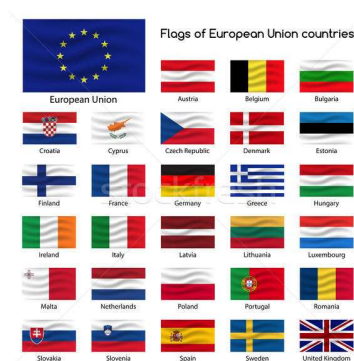 Flags of European Union countries
European Union
Austria
Belgium
Bulgaria
Croatia
Cyprus
Czech Republic
Denmark
Estonia
Finland
France
Germany
Greece
Hungary
Ireland
Italy
Latvia
Lithuania
Luxembourg
Malta
Netherlands
Poland
Portugal
Romania
Slovakia
Slovenia
Spain
Sweden
United Kingdom